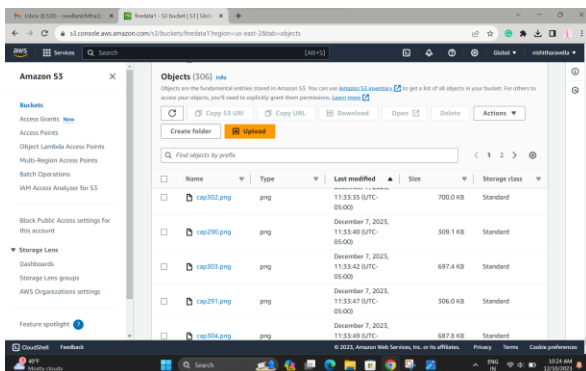 Inbox (6,510) - ravellanishitha@
firedata1 - S3 bucket | S3 | Glob
s3.console.aws.amazon.com/s3/buckets/firedata1?region=us-east-2&tab=objects
aws
Services
Search
[Alt+S]
Global
nishitharavella
Amazon S3
Buckets
Access Grants New
Access Points
Object Lambda Access Points
Multi-Region Access Points
Batch Operations
IAM Access Analyzer for S3
Block Public Access settings for
this account
Storage Lens
Dashboards
Storage Lens groups
AWS Organizations settings
Feature spotlight 7
Objects (306) Info
Objects are the fundamental entities stored in Amazon S3. You can use Amazon S3 inventory to get a list of all objects in your bucket. For others to
access your objects, you'll need to explicitly grant them permissions. Learn more
Copy S3 URI
Copy URL
Download
Open
Delete
Actions
Create folder
Upload
Find objects by prefix
1 2
Name
Type
Last modified
Size
Storage class
cap302.png png December 7, 2023, 700.0 KB Standard
11:33:35 (UTC-
05:00)
December 7, 2023,
cap290.png png 11:33:40 (UTC- 309.1 KB Standard
05:00)
December 7, 2023,
cap303.png png 11:33:42 (UTC- 697.4 KB Standard
05:00)
December 7, 2023,
cap291.png png 11:33:47 (UTC- 306.0 KB Standard
05:00)
December 7, 2023,
cap304.png png 11:33:49 (UTC- 687.8 KB Standard
CloudShell Feedback
© 2023, Amazon Web Services, Inc. or its affiliates. Privacy Terms Cookie preferences
40°F
Mostly cloudy
Search
ENG
IN
10:24 AM
12/10/2023